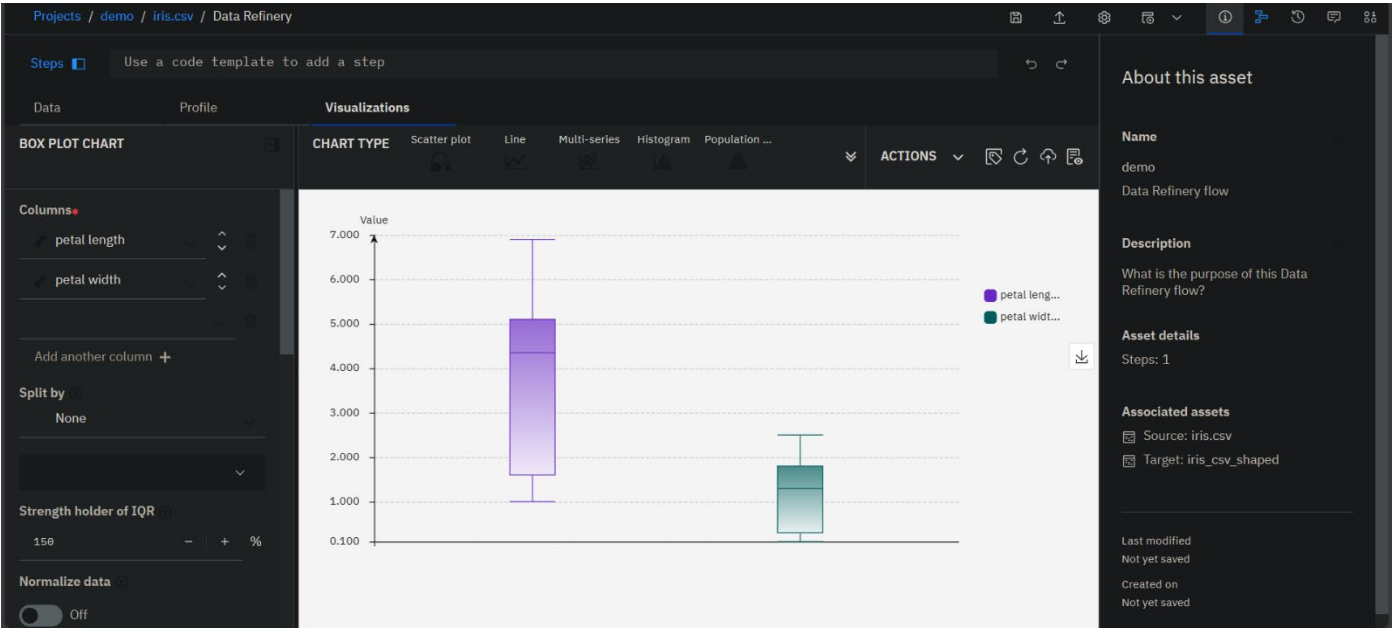 Projects / demo / iris.csv / Data Refinery
Steps
Use a code template to add a step
Data
Profile
Visualizations
BOX PLOT CHART
Columns*
petal length
petal width
Add another column +
Split by
None
Strength holder of IQR
150 − + %
Normalize data
Off
CHART TYPE
Scatter plot
Line
Multi-series
Histogram
Population ...
ACTIONS
Value
7.000
6.000
5.000
4.000
3.000
2.000
1.000
0.100
petal leng...
petal widt...
About this asset
Name
demo
Data Refinery flow
Description
What is the purpose of this Data
Refinery flow?
Asset details
Steps: 1
Associated assets
Source: iris.csv
Target: iris_csv_shaped
Last modified
Not yet saved
Created on
Not yet saved